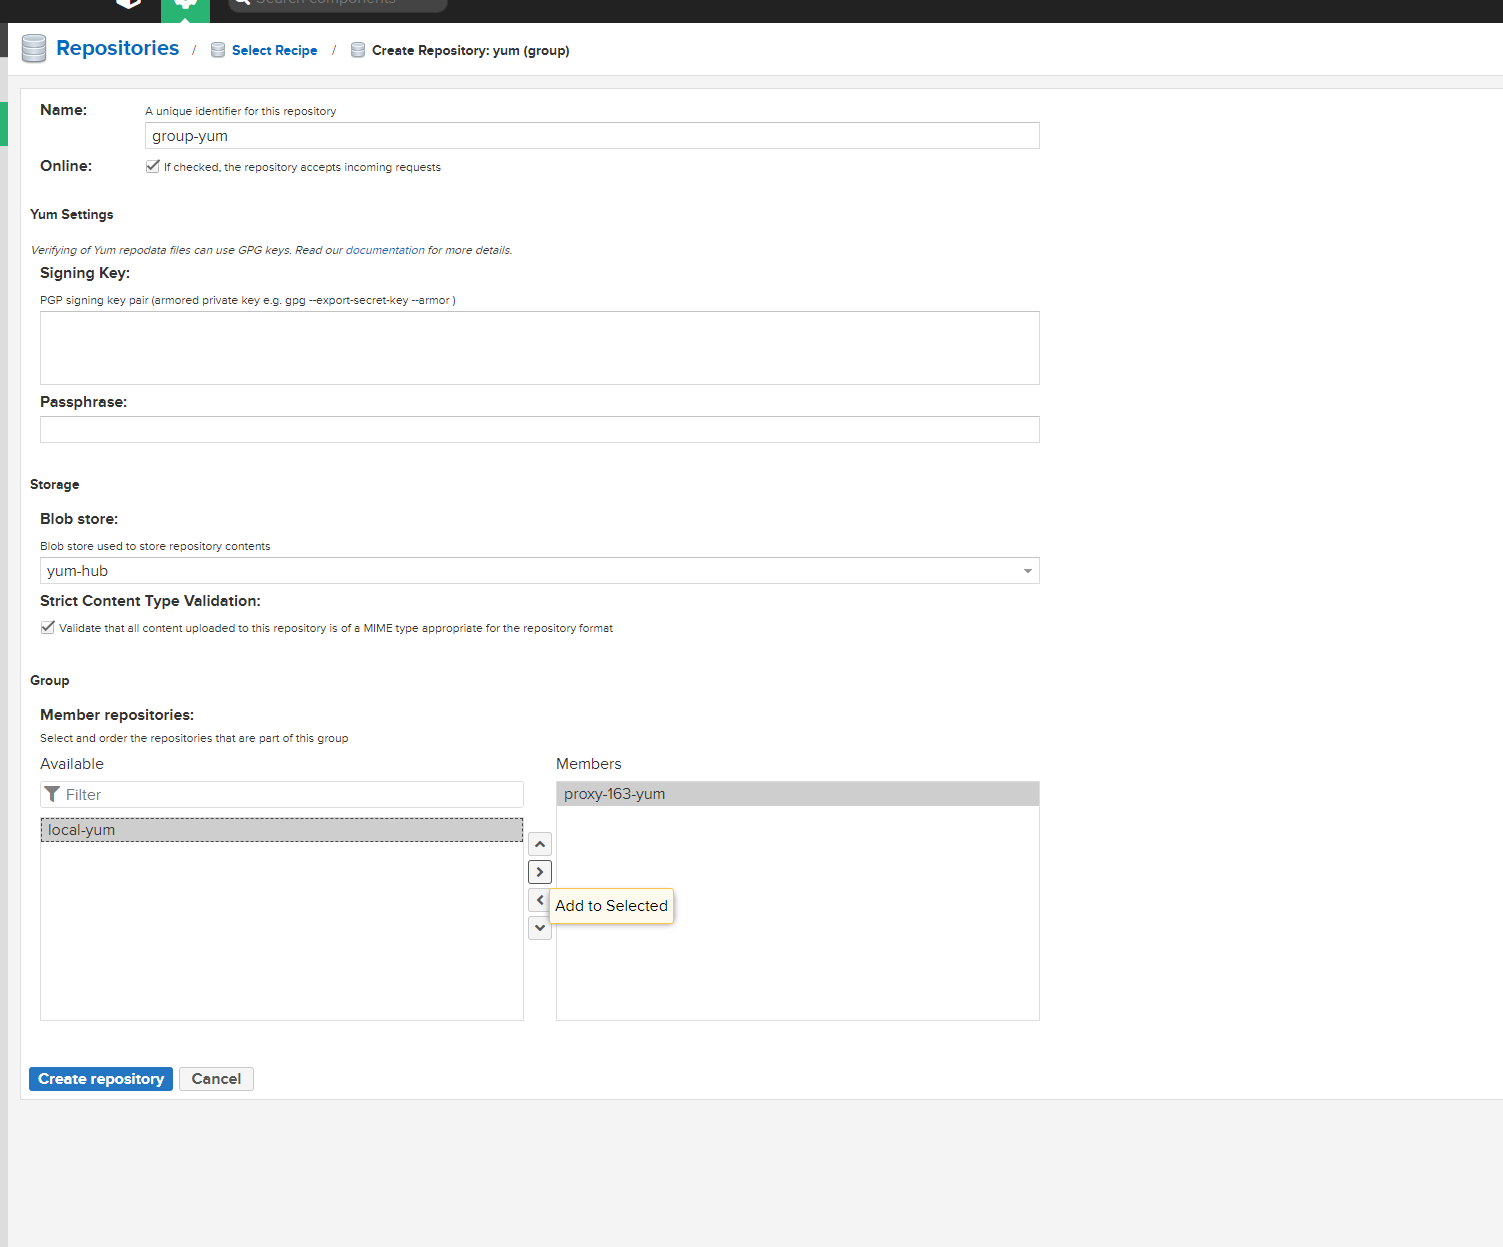 Search components
Repositories / Select Recipe / Create Repository: yum (group)
Name: A unique identifier for this repository
group-yum
Online: If checked, the repository accepts incoming requests
Yum Settings
Verifying of Yum repodata files can use GPG keys. Read our documentation for more details.
Signing Key:
PGP signing key pair (armored private key e.g. gpg --export-secret-key --armor )
Passphrase:
Storage
Blob store:
Blob store used to store repository contents
yum-hub
Strict Content Type Validation:
Validate that all content uploaded to this repository is of a MIME type appropriate for the repository format
Group
Member repositories:
Select and order the repositories that are part of this group
Available
Members
Filter
proxy-163-yum
local-yum
Add to Selected
Create repository
Cancel